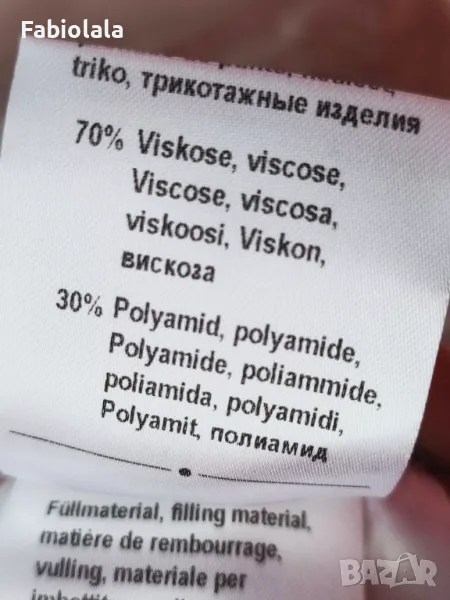 Fabiolala
triko, трикотажные изделия
70% Viskose, viscose,
Viscose, viscosa,
viskoosi, Viskon,
вискоза
30% Polyamid, polyamide,
Polyamide, poliammide,
poliamida, polyamidi,
Polyamit, полиамид
Füllmaterial, filling material,
matière de rembourrage,
vulling, materiale per
BAZAR